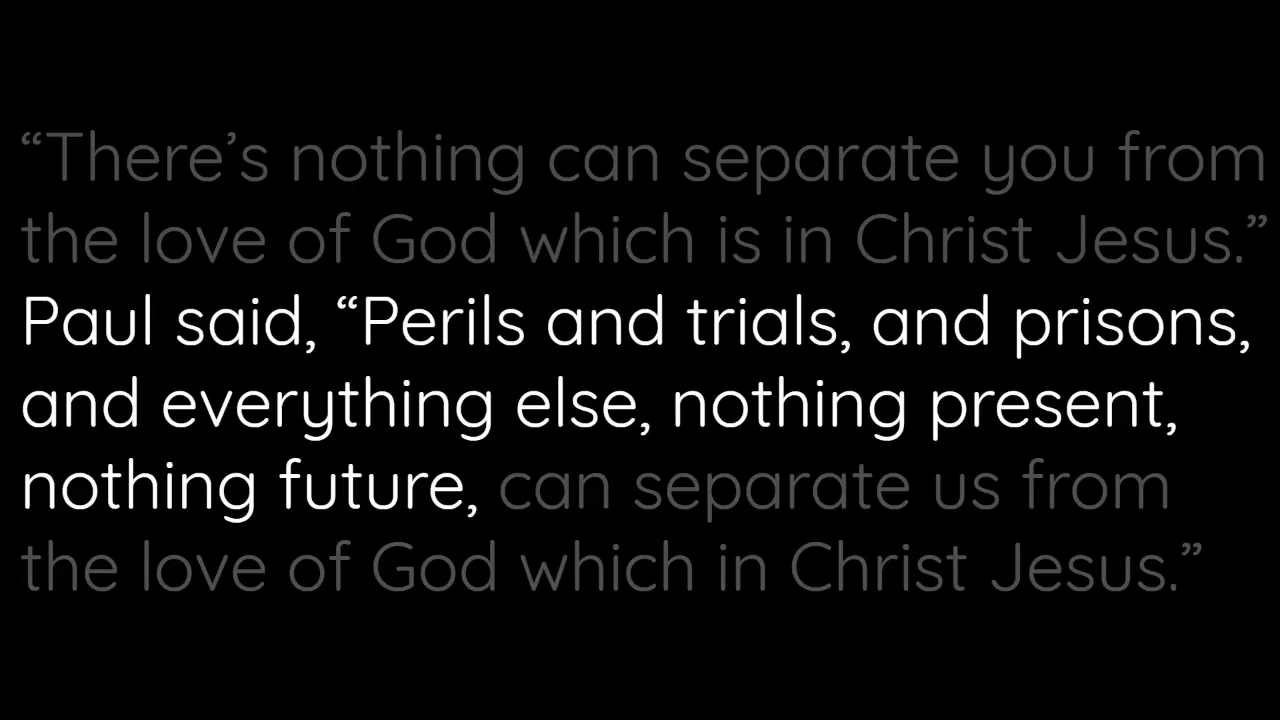 “There’s nothing can separate you from
the love of God which is in Christ Jesus.”
Paul said, “Perils and trials, and prisons,
and everything else, nothing present,
nothing future, can separate us from
the love of God which in Christ Jesus.”